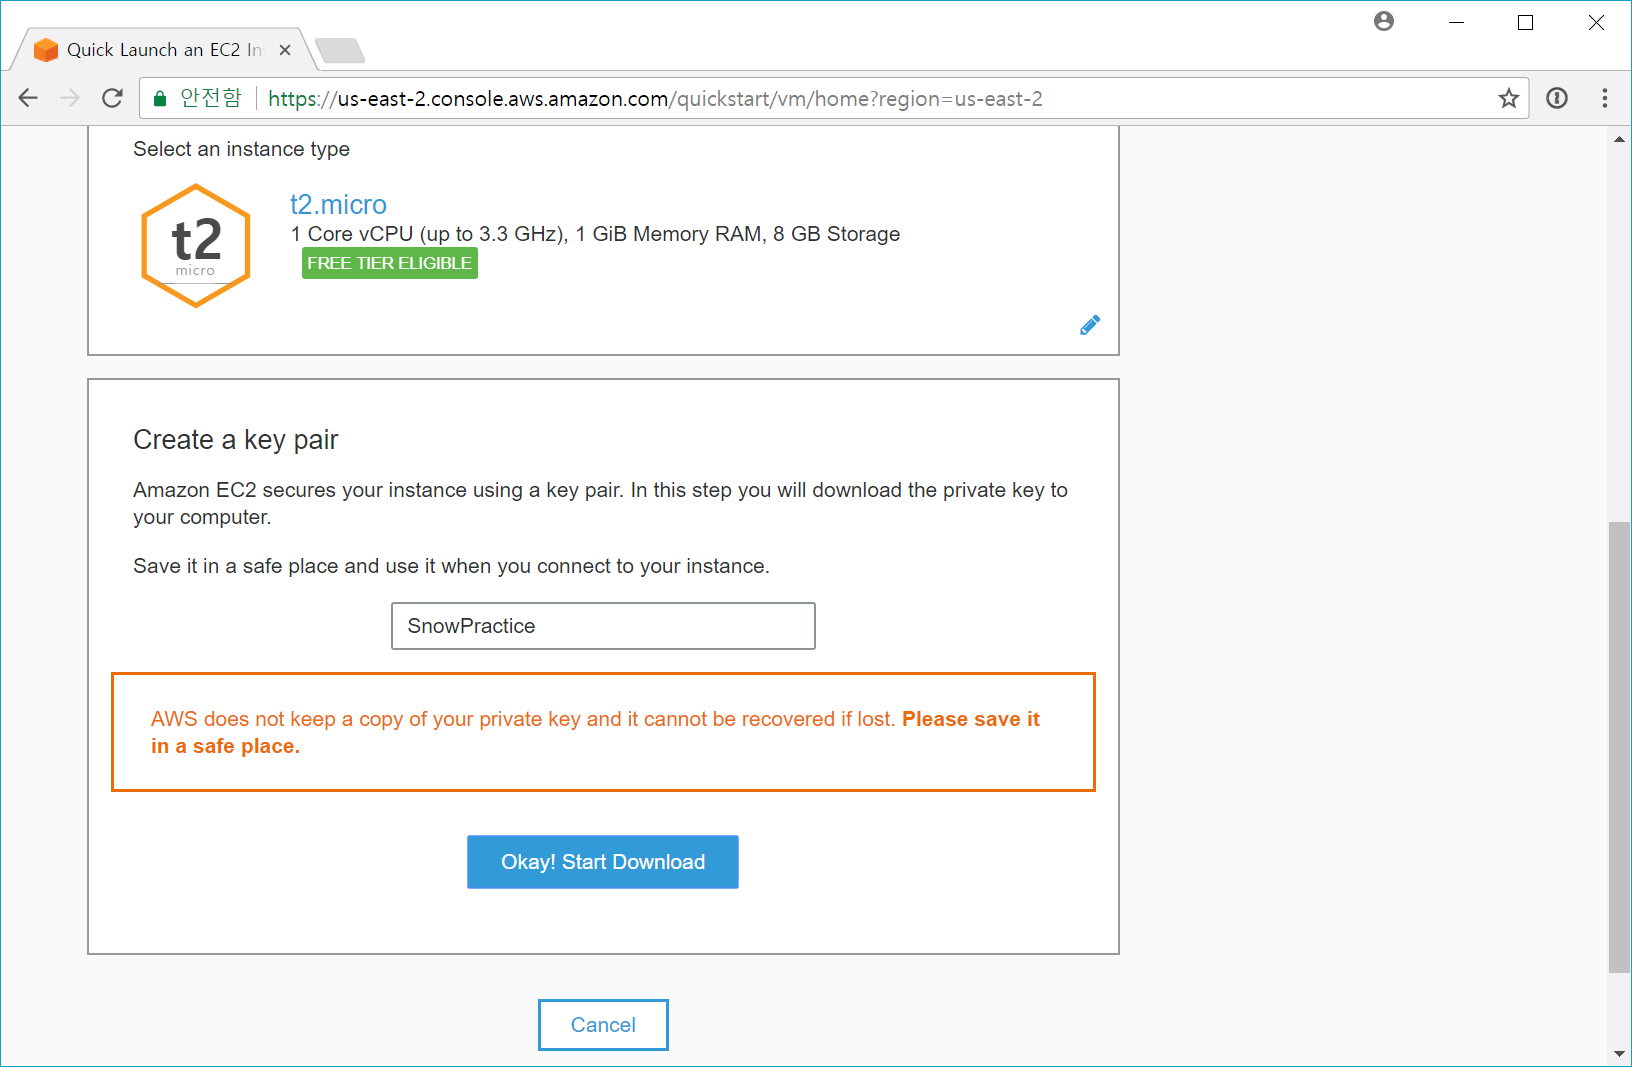 Quick Launch an EC2 In
안전함
https://us-east-2.console.aws.amazon.com/quickstart/vm/home?region=us-east-2
Select an instance type
t2
micro
t2.micro
1 Core vCPU (up to 3.3 GHz), 1 GiB Memory RAM, 8 GB Storage
FREE TIER ELIGIBLE
Create a key pair
Amazon EC2 secures your instance using a key pair. In this step you will download the private key to
your computer.
Save it in a safe place and use it when you connect to your instance.
SnowPractice
AWS does not keep a copy of your private key and it cannot be recovered if lost. Please save it
in a safe place.
Okay! Start Download
Cancel